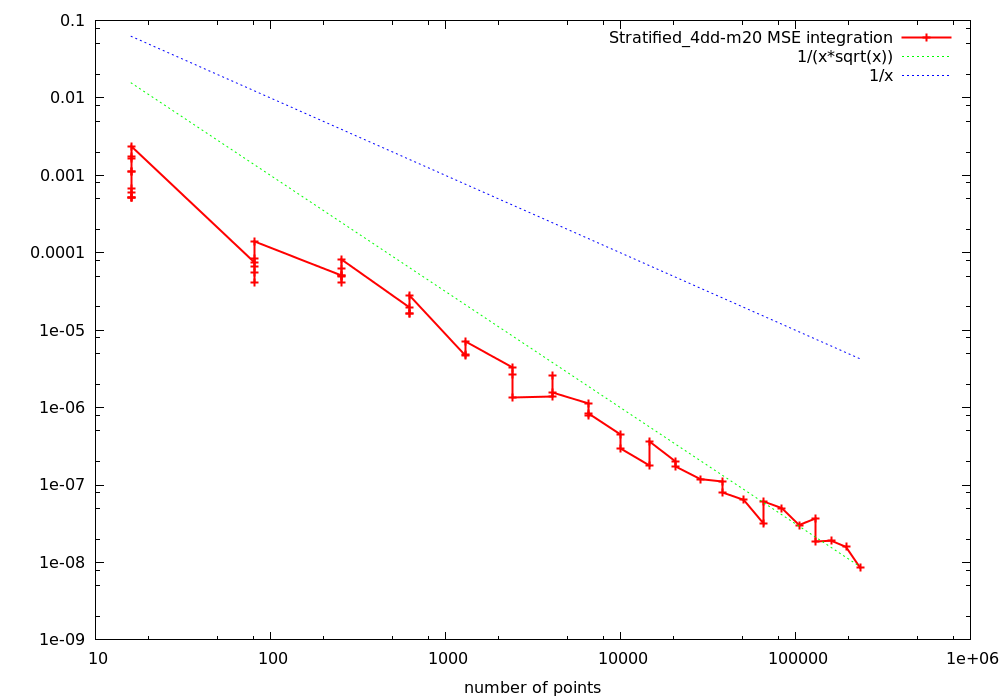 0.1
0.01
0.001
0.0001
1e-05
1e-06
1e-07
1e-08
1e-09
10
100
1000
10000
100000
1e+06
number of points
Stratified_4dd-m20 MSE integration
1/(x*sqrt(x))
1/x